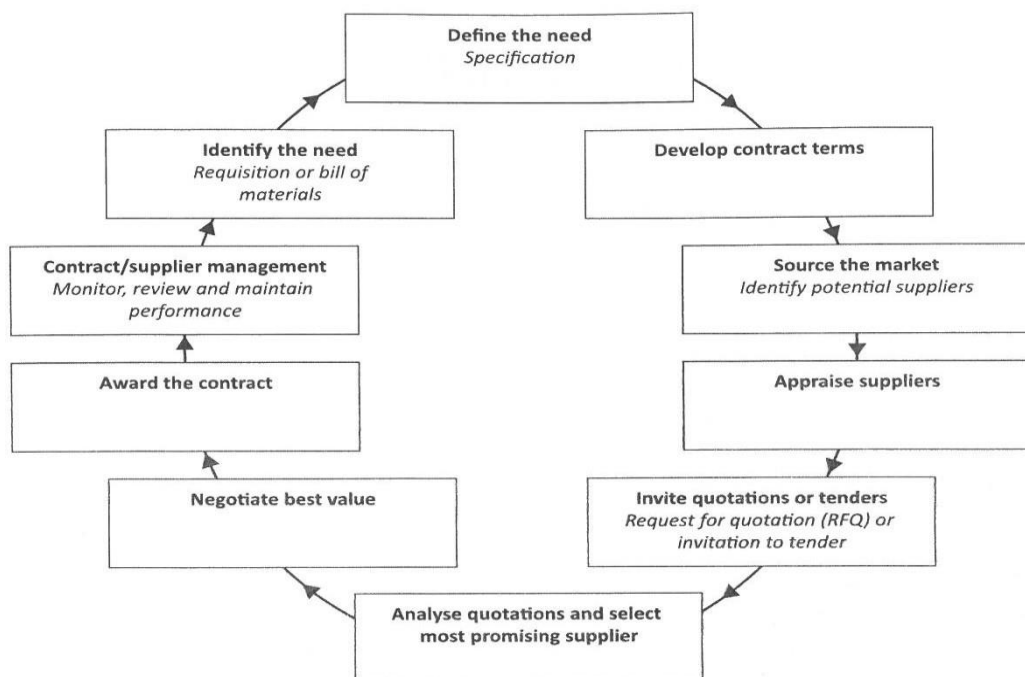 Define the need
Specification
Identify the need
Requisition or bill of
materials
Develop contract terms
Contract/supplier management
Monitor, review and maintain
performance
Source the market
Identify potential suppliers
Award the contract
Appraise suppliers
Negotiate best value
Invite quotations or tenders
Request for quotation (RFQ) or
invitation to tender
Analyse quotations and select
most promising supplier